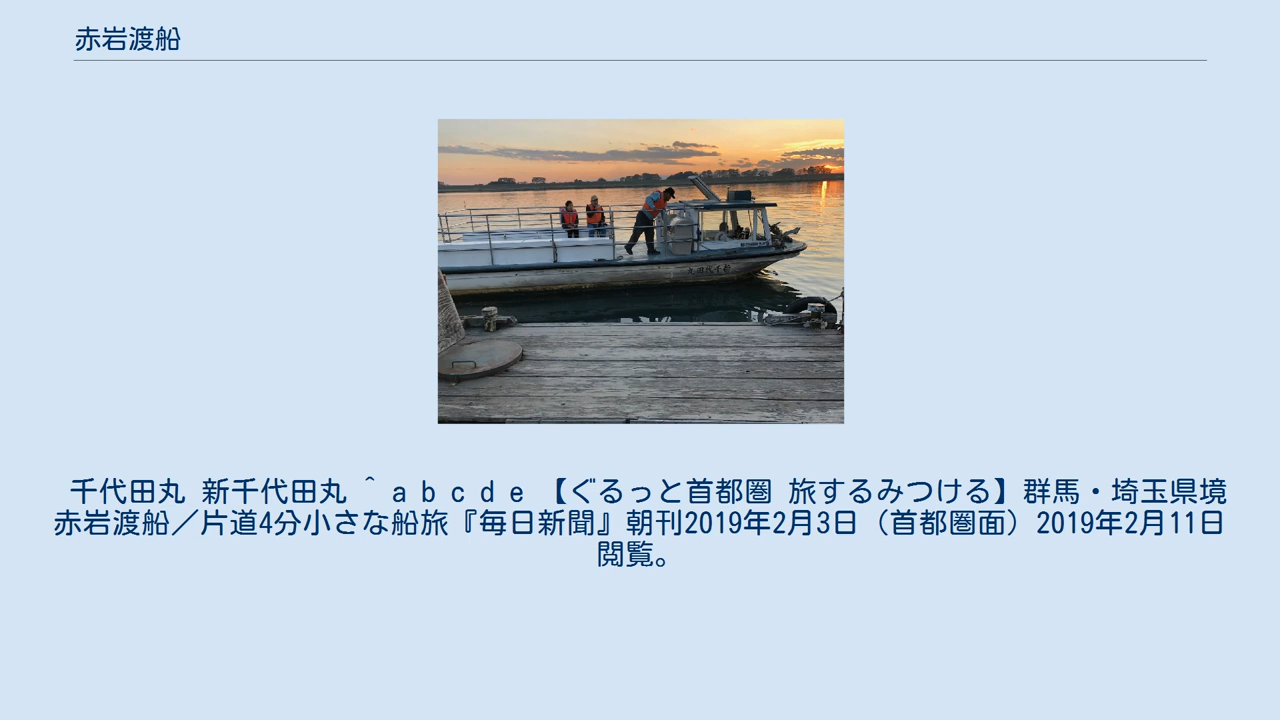 赤岩渡船
千代田丸 新千代田丸 ^ a b c d e 【ぐるっと首都圏 旅するみつける】群馬・埼玉県境
赤岩渡船／片道4分小さな船旅『毎日新聞』朝刊2019年2月3日（首都圏面）2019年2月11日
閲覧。